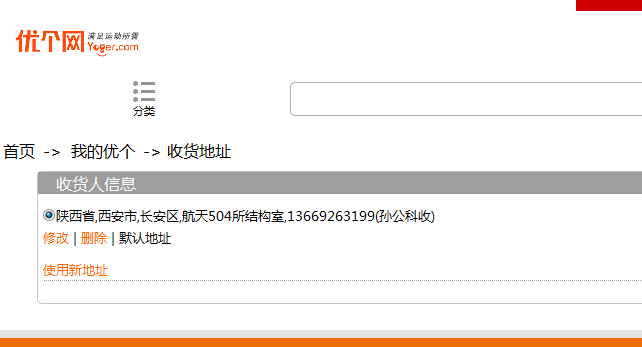 优个网 满足运动所需
Yoger.com
分类
首页 -> 我的优个 -> 收货地址
收货人信息
陕西省,西安市,长安区,航天504所结构室,13669263199(孙公科收)
修改 | 删除 | 默认地址
使用新地址